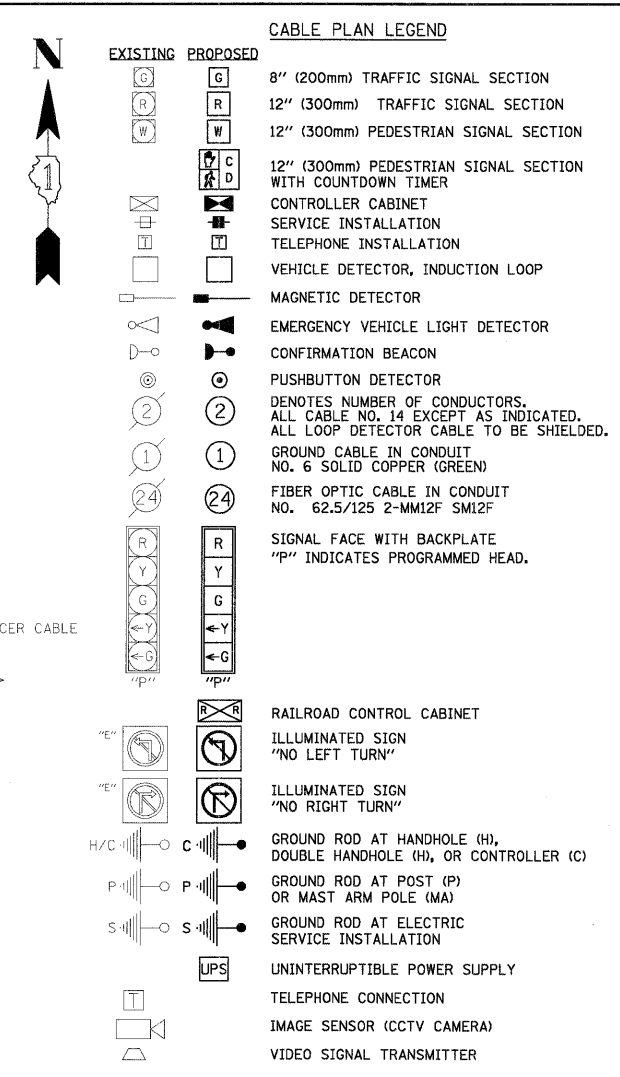 CABLE PLAN LEGEND
N
EXISTING PROPOSED
G G 8" (200mm) TRAFFIC SIGNAL SECTION
R R 12" (300mm) TRAFFIC SIGNAL SECTION
W W 12" (300mm) PEDESTRIAN SIGNAL SECTION
C
D
12" (300mm) PEDESTRIAN SIGNAL SECTION
WITH COUNTDOWN TIMER
1
CONTROLLER CABINET
SERVICE INSTALLATION
T T TELEPHONE INSTALLATION
VEHICLE DETECTOR, INDUCTION LOOP
MAGNETIC DETECTOR
EMERGENCY VEHICLE LIGHT DETECTOR
CONFIRMATION BEACON
PUSHBUTTON DETECTOR
2 2
DENOTES NUMBER OF CONDUCTORS.
ALL CABLE NO. 14 EXCEPT AS INDICATED.
ALL LOOP DETECTOR CABLE TO BE SHIELDED.
1 1
GROUND CABLE IN CONDUIT
NO. 6 SOLID COPPER (GREEN)
24 24
FIBER OPTIC CABLE IN CONDUIT
NO. 62.5/125 2-MM12F SM12F
R R SIGNAL FACE WITH BACKPLATE
"P" INDICATES PROGRAMMED HEAD.
Y Y
G G
CER CABLE
←Y ←Y
←G ←G
"P" "P"
R R RAILROAD CONTROL CABINET
"E" ILLUMINATED SIGN
"NO LEFT TURN"
"E" ILLUMINATED SIGN
"NO RIGHT TURN"
H/C C GROUND ROD AT HANDHOLE (H),
DOUBLE HANDHOLE (H), OR CONTROLLER (C)
P P GROUND ROD AT POST (P)
OR MAST ARM POLE (MA)
S S GROUND ROD AT ELECTRIC
SERVICE INSTALLATION
UPS UNINTERRUPTIBLE POWER SUPPLY
T TELEPHONE CONNECTION
IMAGE SENSOR (CCTV CAMERA)
VIDEO SIGNAL TRANSMITTER